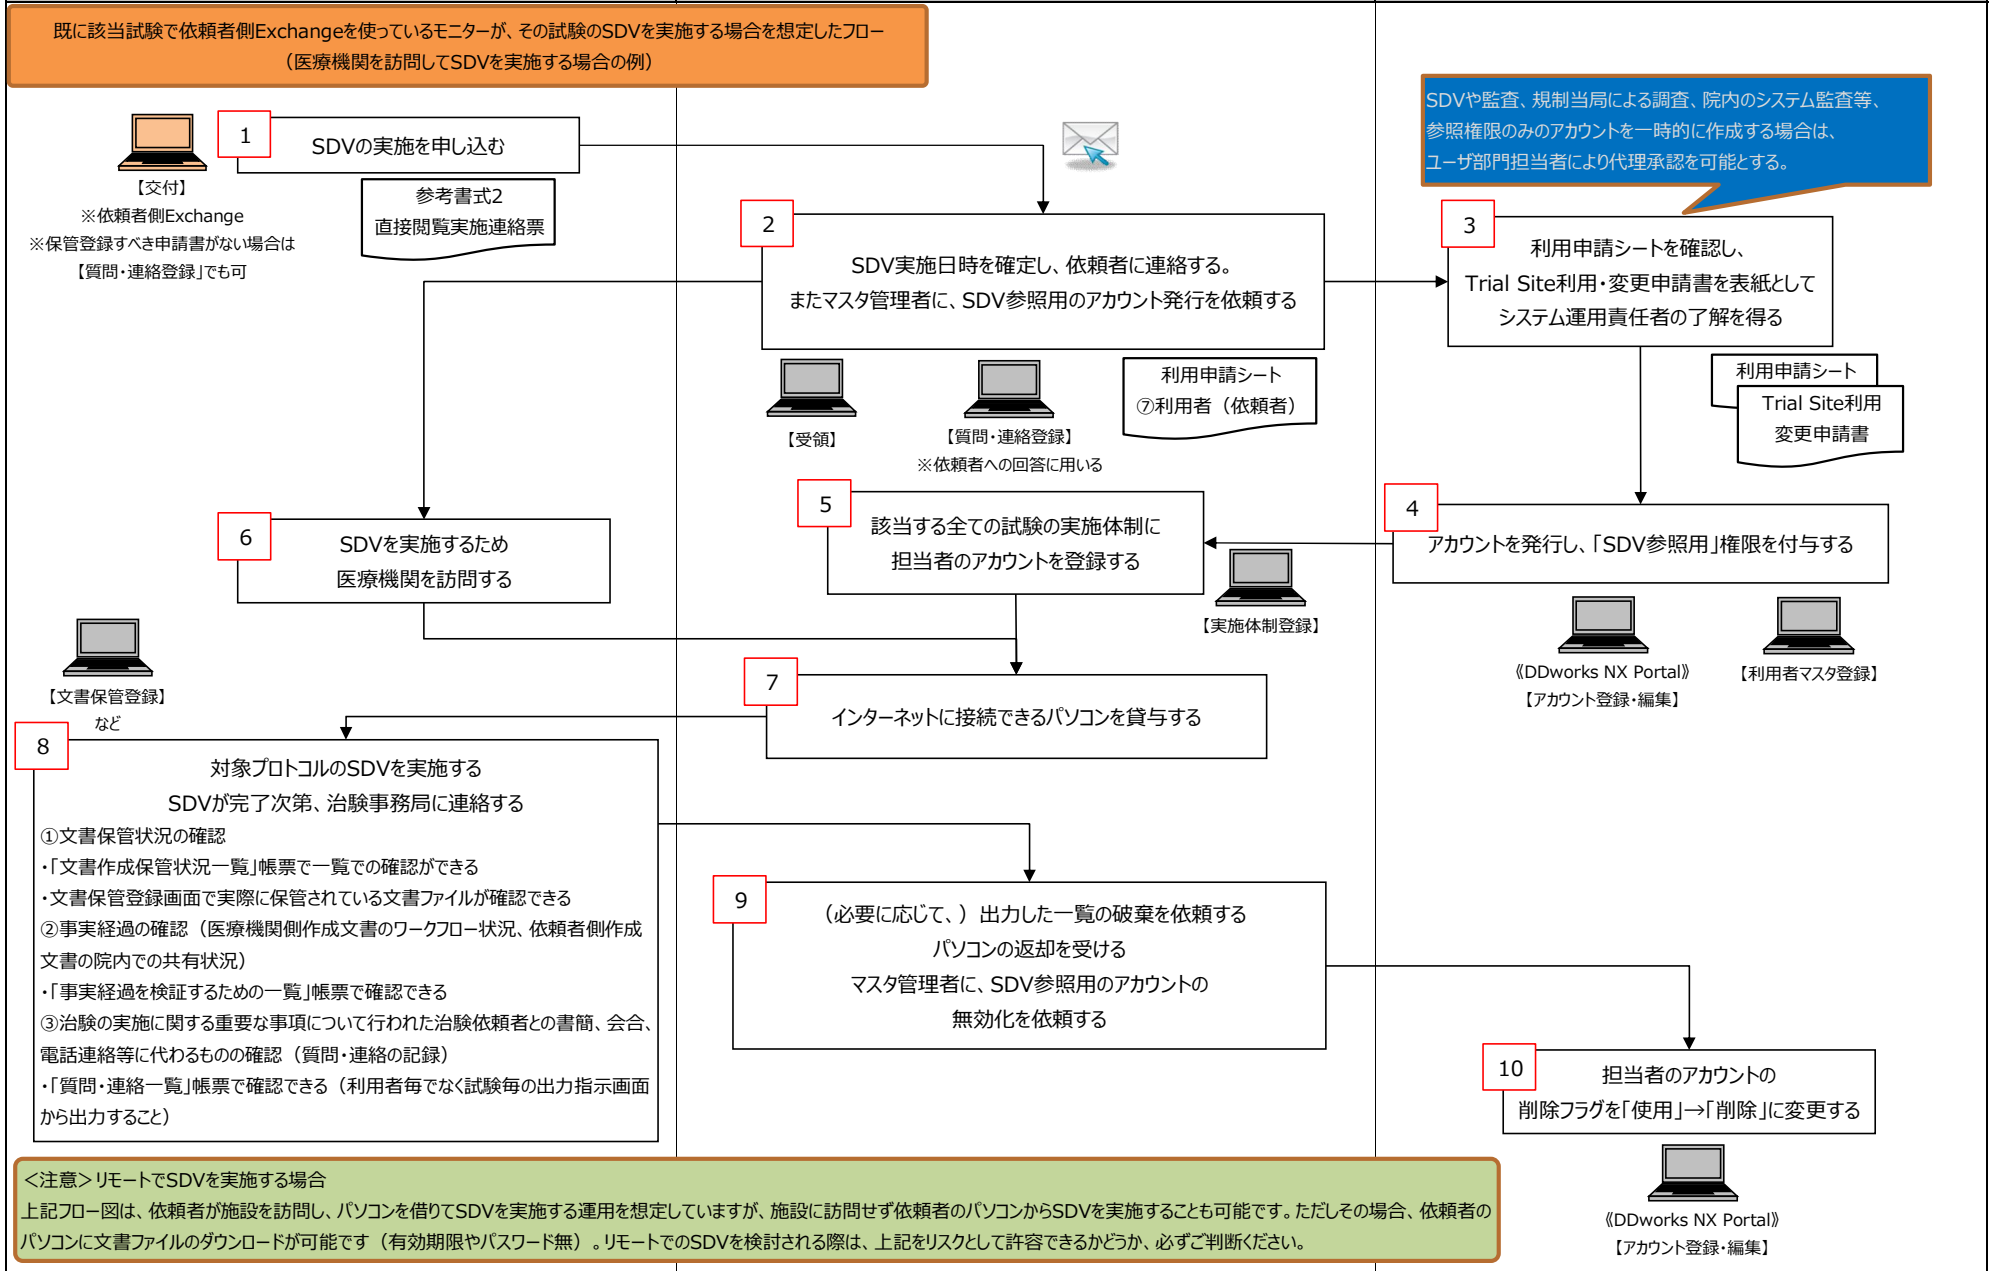 既に該当試験で依頼者側Exchangeを使っているモニターが、その試験のSDVを実施する場合を想定したフロー
（医療機関を訪問してSDVを実施する場合の例）
SDVや監査、規制当局による調査、院内のシステム監査等、
参照権限のみのアカウントを一時的に作成する場合は、
ユーザ部門担当者により代理承認を可能とする。
1
SDVの実施を申し込む
【交付】
※依頼者側Exchange
※保管登録すべき申請書がない場合は
【質問・連絡登録】でも可
参考書式2
直接閲覧実施連絡票
2
SDV実施日時を確定し、依頼者に連絡する。
またマスタ管理者に、SDV参照用のアカウント発行を依頼する
【受領】
【質問・連絡登録】
※依頼者への回答に用いる
利用申請シート
⑦利用者（依頼者）
3
利用申請シートを確認し、
Trial Site利用・変更申請書を表紙として
システム運用責任者の了解を得る
利用申請シート
Trial Site利用
変更申請書
4
アカウントを発行し、「SDV参照用」権限を付与する
《DDworks NX Portal》
【アカウント登録・編集】
【利用者マスタ登録】
5
該当する全ての試験の実施体制に
担当者のアカウントを登録する
【実施体制登録】
6
SDVを実施するため
医療機関を訪問する
7
インターネットに接続できるパソコンを貸与する
【文書保管登録】
など
8
対象プロトコルのSDVを実施する
SDVが完了次第、治験事務局に連絡する
①文書保管状況の確認
・「文書作成保管状況一覧」帳票で一覧での確認ができる
・文書保管登録画面で実際に保管されている文書ファイルが確認できる
②事実経過の確認（医療機関側作成文書のワークフロー状況、依頼者側作成
文書の院内での共有状況）
・「事実経過を検証するための一覧」帳票で確認できる
③治験の実施に関する重要な事項について行われた治験依頼者との書簡、会合、
電話連絡等に代わるものの確認（質問・連絡の記録）
・「質問・連絡一覧」帳票で確認できる（利用者毎でなく試験毎の出力指示画面
から出力すること）
9
（必要に応じて、）出力した一覧の破棄を依頼する
パソコンの返却を受ける
マスタ管理者に、SDV参照用のアカウントの
無効化を依頼する
10
担当者のアカウントの
削除フラグを「使用」→「削除」に変更する
《DDworks NX Portal》
【アカウント登録・編集】
＜注意＞リモートでSDVを実施する場合
上記フロー図は、依頼者が施設を訪問し、パソコンを借りてSDVを実施する運用を想定していますが、施設に訪問せず依頼者のパソコンからSDVを実施することも可能です。ただしその場合、依頼者の
パソコンに文書ファイルのダウンロードが可能です（有効期限やパスワード無）。リモートでのSDVを検討される際は、上記をリスクとして許容できるかどうか、必ずご判断ください。